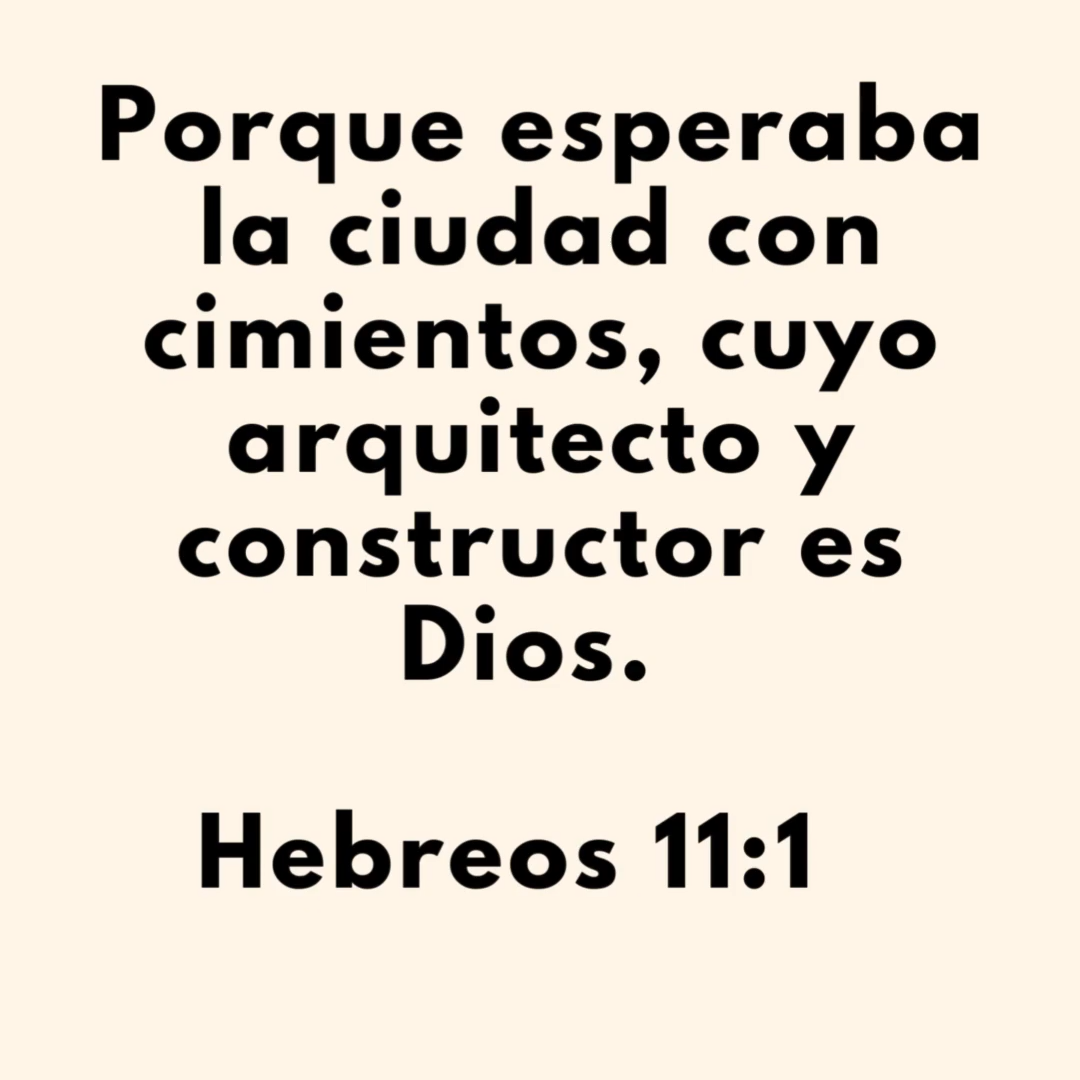 Porque esperaba
la ciudad con
cimientos, cuyo
arquitecto y
constructor es
Dios.
Hebreos 11:1